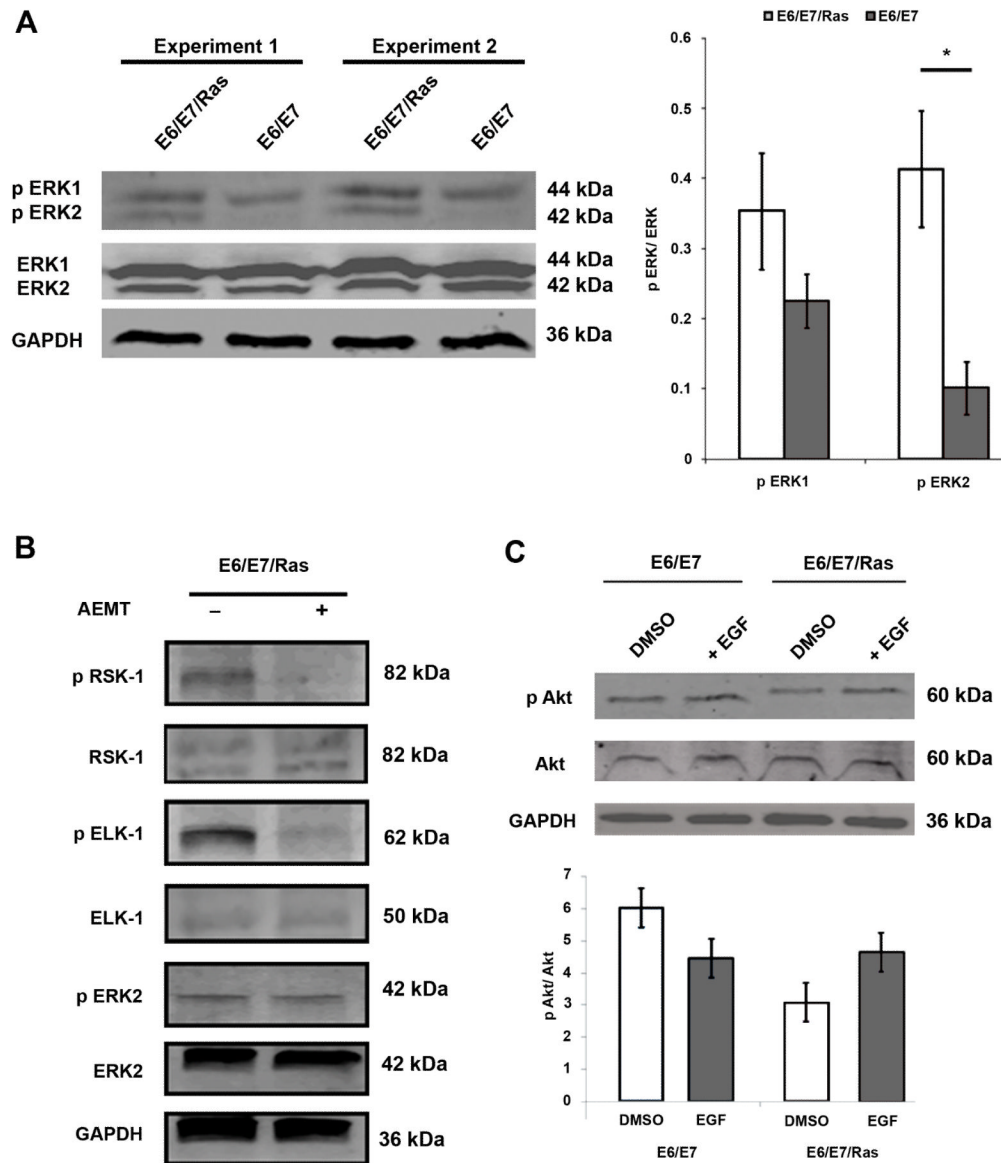 A
Experiment 1 Experiment 2
E6/E7/Ras E6/E7 E6/E7/Ras E6/E7
p ERK1 44 kDa
p ERK2 42 kDa
ERK1 44 kDa
ERK2 42 kDa
GAPDH 36 kDa
E6/E7/Ras E6/E7
*
p ERK/ ERK
0.6
0.5
0.4
0.3
0.2
0.1
0
p ERK1 p ERK2
B
E6/E7/Ras
AEMT – +
p RSK-1 82 kDa
RSK-1 82 kDa
p ELK-1 62 kDa
ELK-1 50 kDa
p ERK2 42 kDa
ERK2 42 kDa
GAPDH 36 kDa
C
E6/E7 E6/E7/Ras
DMSO + EGF DMSO + EGF
p Akt 60 kDa
Akt 60 kDa
GAPDH 36 kDa
p Akt/ Akt
7
6
5
4
3
2
1
0
DMSO EGF DMSO EGF
E6/E7 E6/E7/Ras